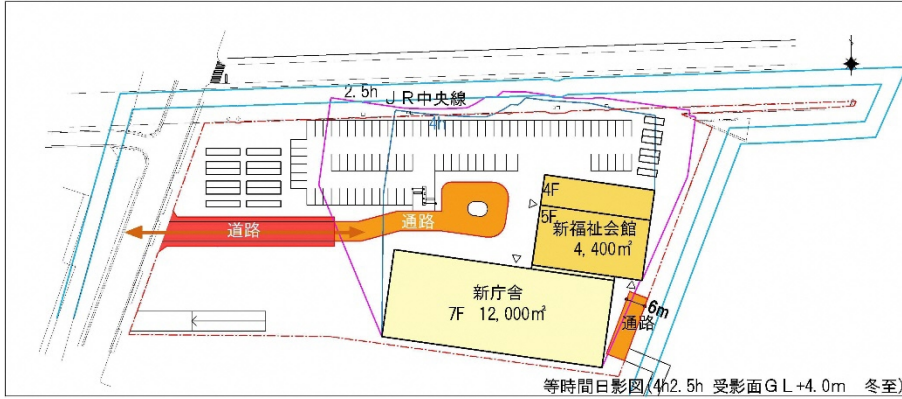 2.5h
JR中央線
4h
4F
5F
新福祉会館
4,400㎡
道路
通路
新庁舎
7F 12,000㎡
6m
通路
等時間日影図(4h2.5h 受影面GL+4.0m 冬至)